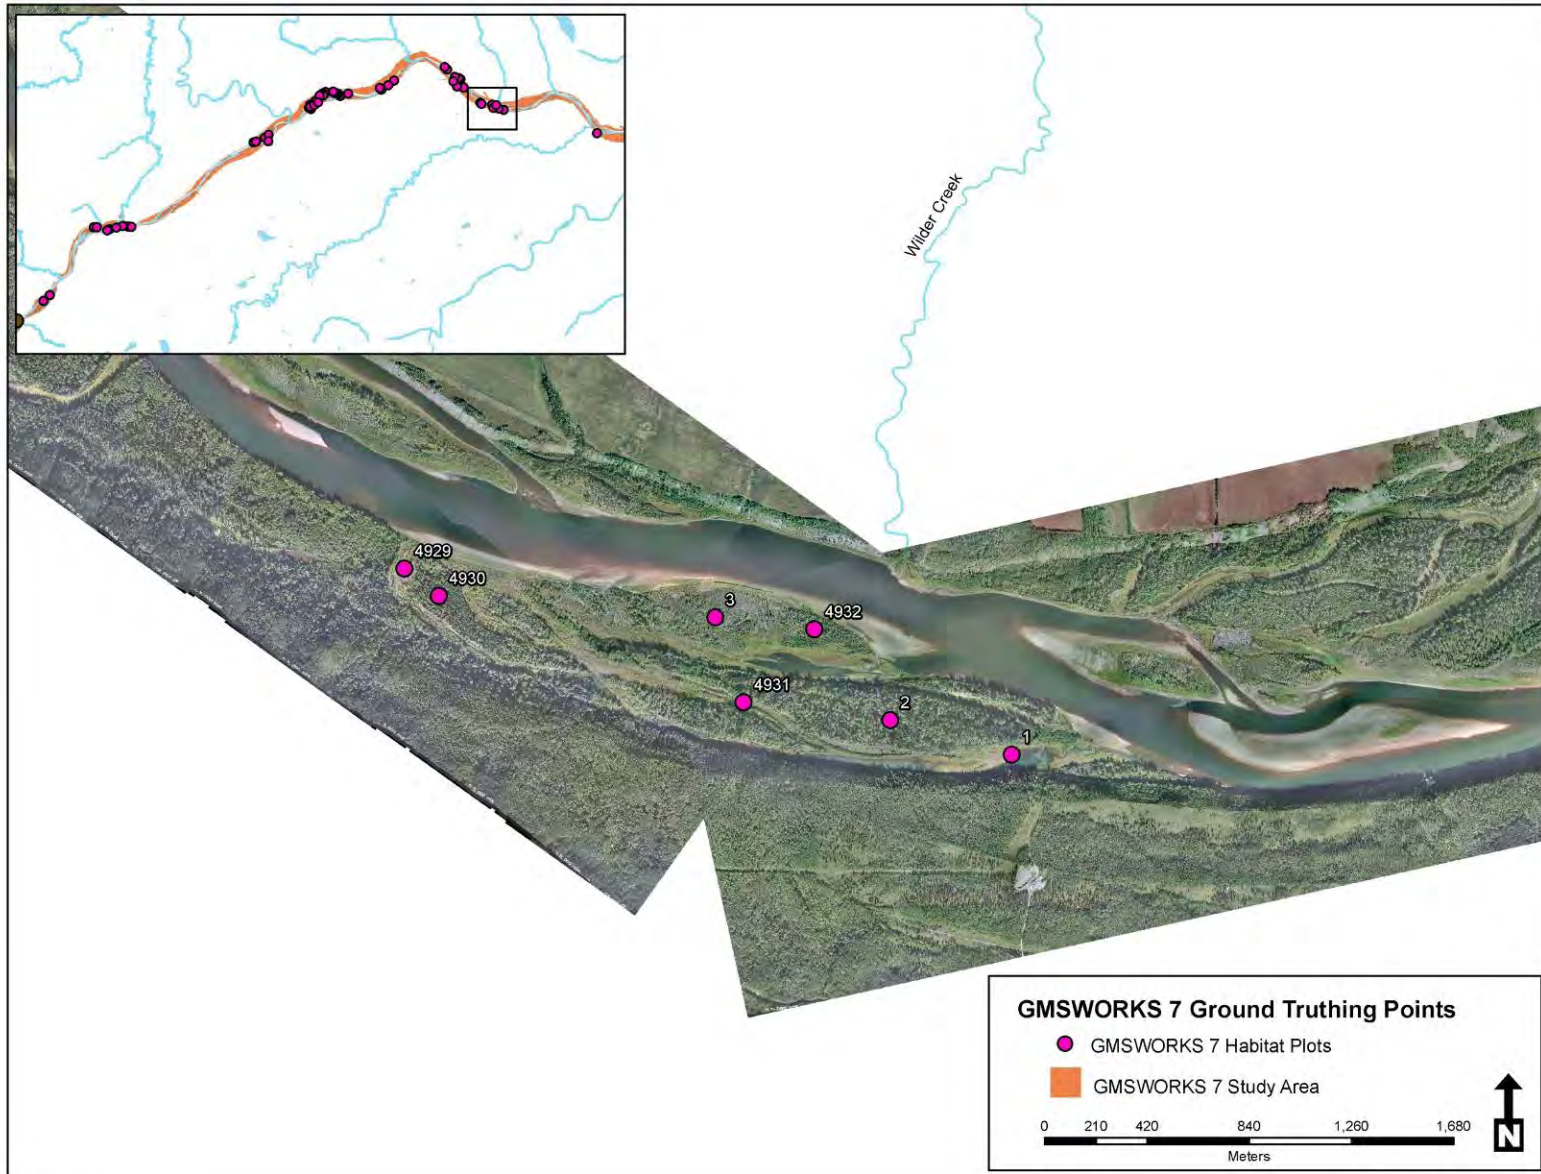 Wilder Creek
4929
4930
3
4932
4931
2
1
GMSWORKS 7 Ground Truthing Points
GMSWORKS 7 Habitat Plots
GMSWORKS 7 Study Area
0 210 420 840 1,260 1,680
Meters
N